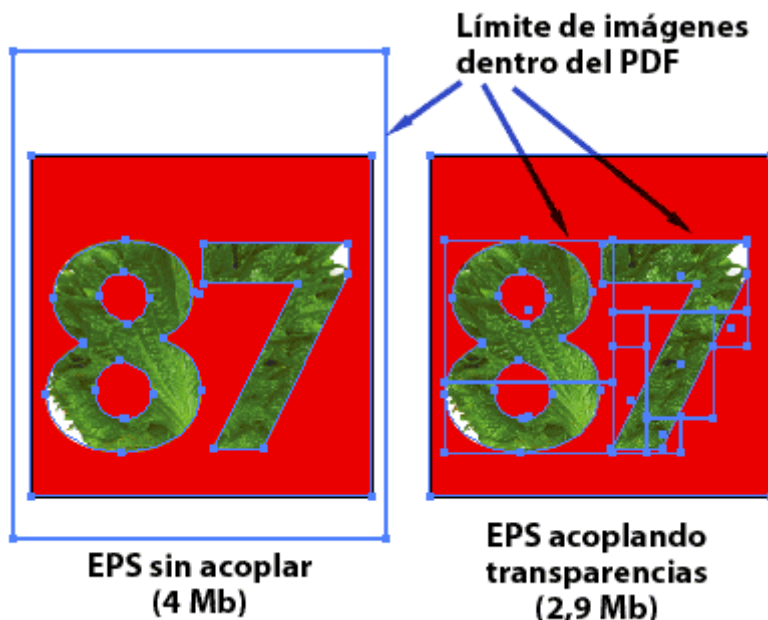 Límite de imágenes
dentro del PDF
87
87
EPS sin acoplar
(4 Mb)
EPS acoplando
transparencias
(2,9 Mb)